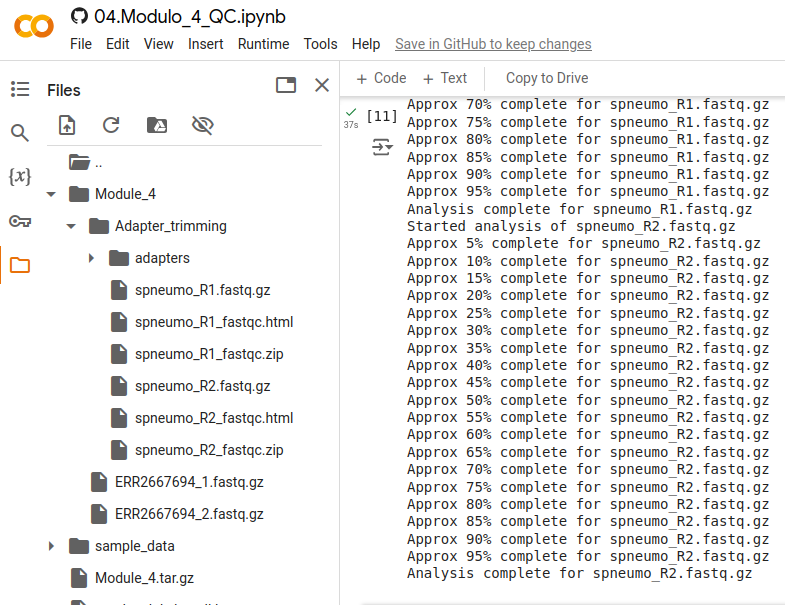 04.Modulo_4_QC.ipynb
File Edit View Insert Runtime Tools Help Save in GitHub to keep changes
Files
+ Code + Text Copy to Drive
..
Module_4
Adapter_trimming
adapters
spneumo_R1.fastq.gz
spneumo_R1_fastqc.html
spneumo_R1_fastqc.zip
spneumo_R2.fastq.gz
spneumo_R2_fastqc.html
spneumo_R2_fastqc.zip
ERR2667694_1.fastq.gz
ERR2667694_2.fastq.gz
sample_data
Module_4.tar.gz
{x}
[11]
37s
Approx 70% complete for spneumo_R1.fastq.gz
Approx 75% complete for spneumo_R1.fastq.gz
Approx 80% complete for spneumo_R1.fastq.gz
Approx 85% complete for spneumo_R1.fastq.gz
Approx 90% complete for spneumo_R1.fastq.gz
Approx 95% complete for spneumo_R1.fastq.gz
Analysis complete for spneumo_R1.fastq.gz
Started analysis of spneumo_R2.fastq.gz
Approx 5% complete for spneumo_R2.fastq.gz
Approx 10% complete for spneumo_R2.fastq.gz
Approx 15% complete for spneumo_R2.fastq.gz
Approx 20% complete for spneumo_R2.fastq.gz
Approx 25% complete for spneumo_R2.fastq.gz
Approx 30% complete for spneumo_R2.fastq.gz
Approx 35% complete for spneumo_R2.fastq.gz
Approx 40% complete for spneumo_R2.fastq.gz
Approx 45% complete for spneumo_R2.fastq.gz
Approx 50% complete for spneumo_R2.fastq.gz
Approx 55% complete for spneumo_R2.fastq.gz
Approx 60% complete for spneumo_R2.fastq.gz
Approx 65% complete for spneumo_R2.fastq.gz
Approx 70% complete for spneumo_R2.fastq.gz
Approx 75% complete for spneumo_R2.fastq.gz
Approx 80% complete for spneumo_R2.fastq.gz
Approx 85% complete for spneumo_R2.fastq.gz
Approx 90% complete for spneumo_R2.fastq.gz
Approx 95% complete for spneumo_R2.fastq.gz
Analysis complete for spneumo_R2.fastq.gz